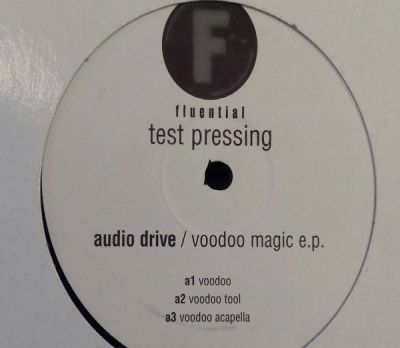 F
fluential
test pressing
audio drive / voodoo magic e.p.
a1 voodoo
a2 voodoo tool
a3 voodoo acapella